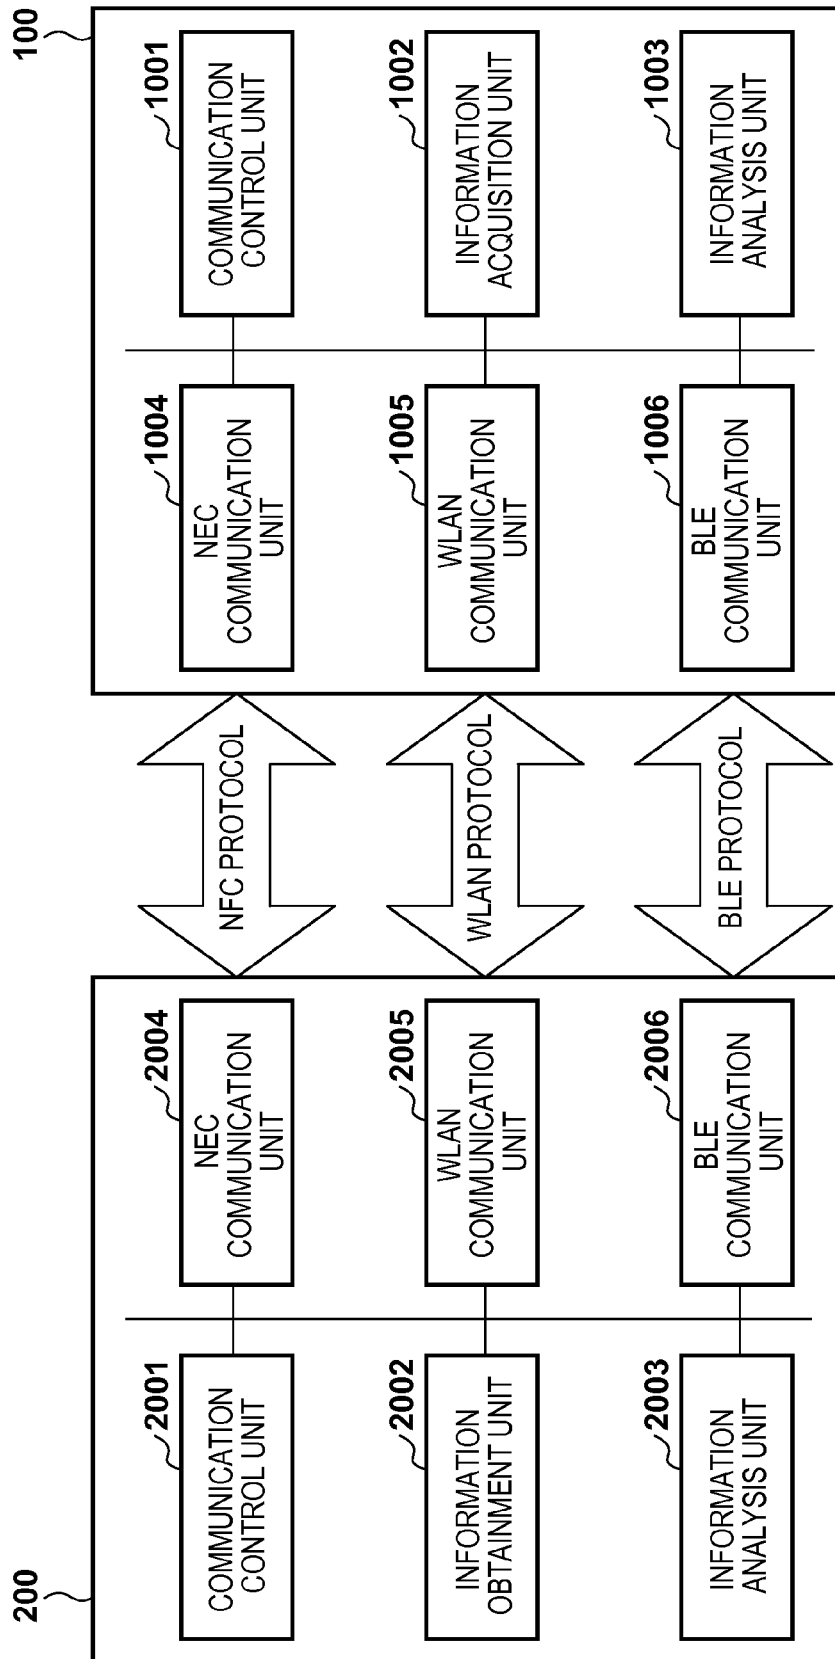 200
2001
COMMUNICATION
CONTROL UNIT
2002
INFORMATION
OBTAINMENT UNIT
2003
INFORMATION
ANALYSIS UNIT
2004
NEC
COMMUNICATION
UNIT
2005
WLAN
COMMUNICATION
UNIT
2006
BLE
COMMUNICATION
UNIT
NFC PROTOCOL
WLAN PROTOCOL
BLE PROTOCOL
100
1004
NEC
COMMUNICATION
UNIT
1005
WLAN
COMMUNICATION
UNIT
1006
BLE
COMMUNICATION
UNIT
1001
COMMUNICATION
CONTROL UNIT
1002
INFORMATION
ACQUISITION UNIT
1003
INFORMATION
ANALYSIS UNIT